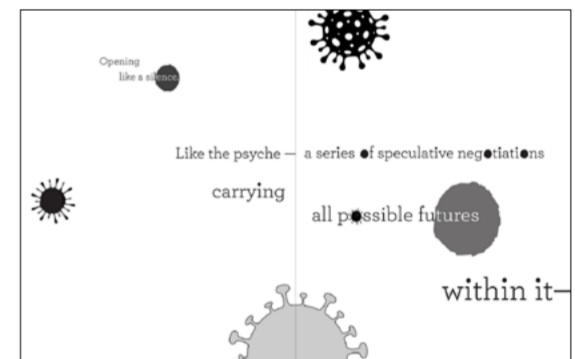 Opening
like a silence.
Like the psyche — a series of speculative negotiations
carrying
all possible futures
within it—